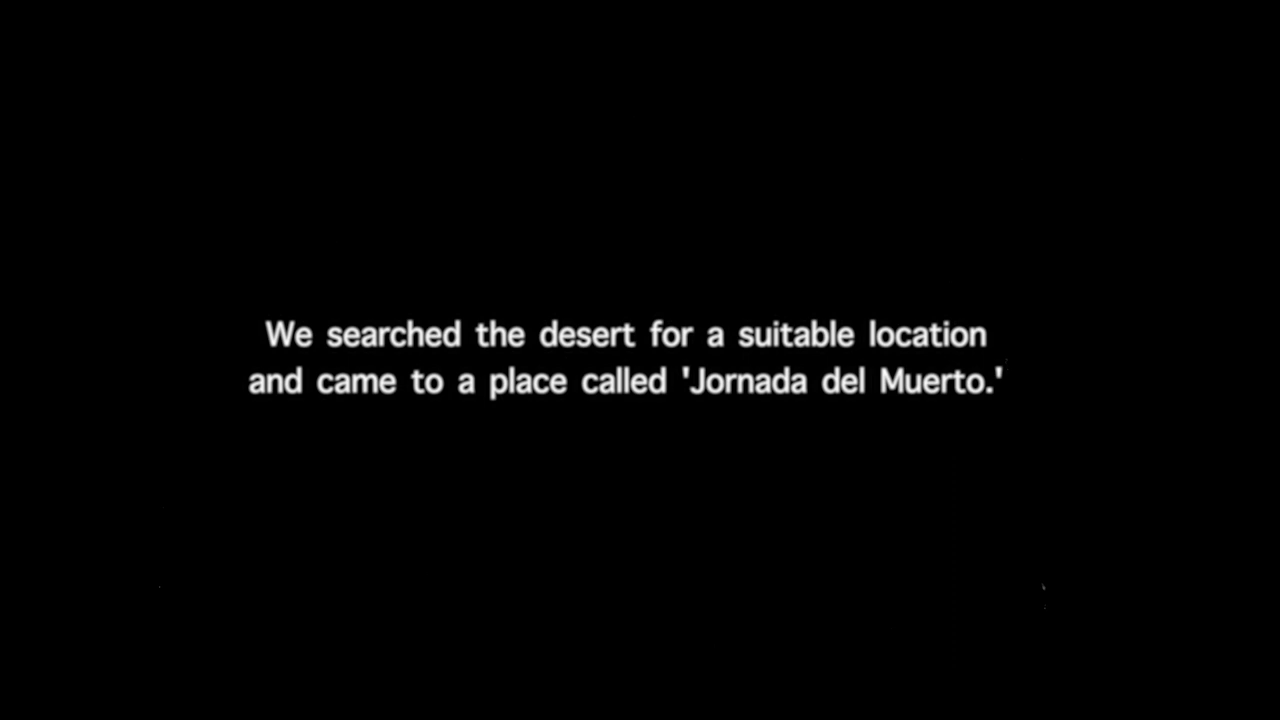 We searched the desert for a suitable location
and came to a place called 'Jornada del Muerto.'